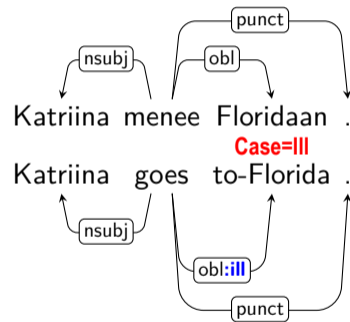 punct
nsubj obl
Katriina menee Floridaan .
Case=Ill
Katriina goes to-Florida .
nsubj
obl:ill
punct